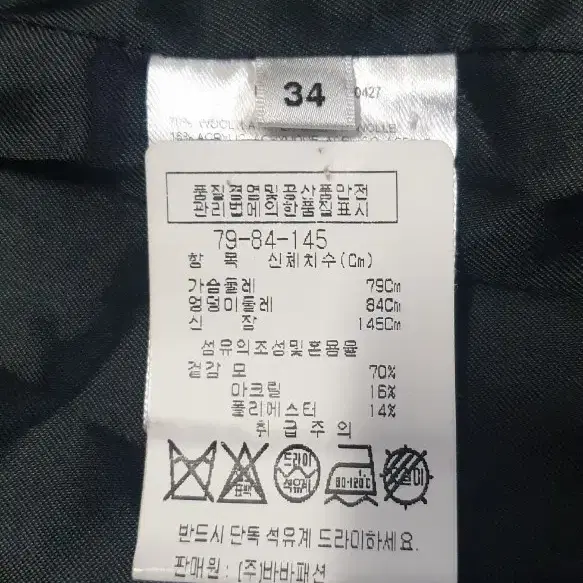 34
0427
품질경영및공산품안전
관리법에의한품질표시
79-84-145
항 목 신체치수(Cm)
가슴둘레 79Cm
엉덩이둘레 84Cm
신 장 145Cm
섬유의조성및혼용율
겉감 모 70%
아크릴 16%
폴리에스터 14%
취급주의
표백
드라이
석유계
80-120℃
반드시 단독 석유계 드라이하세요.
판매원 : (주)바바패션